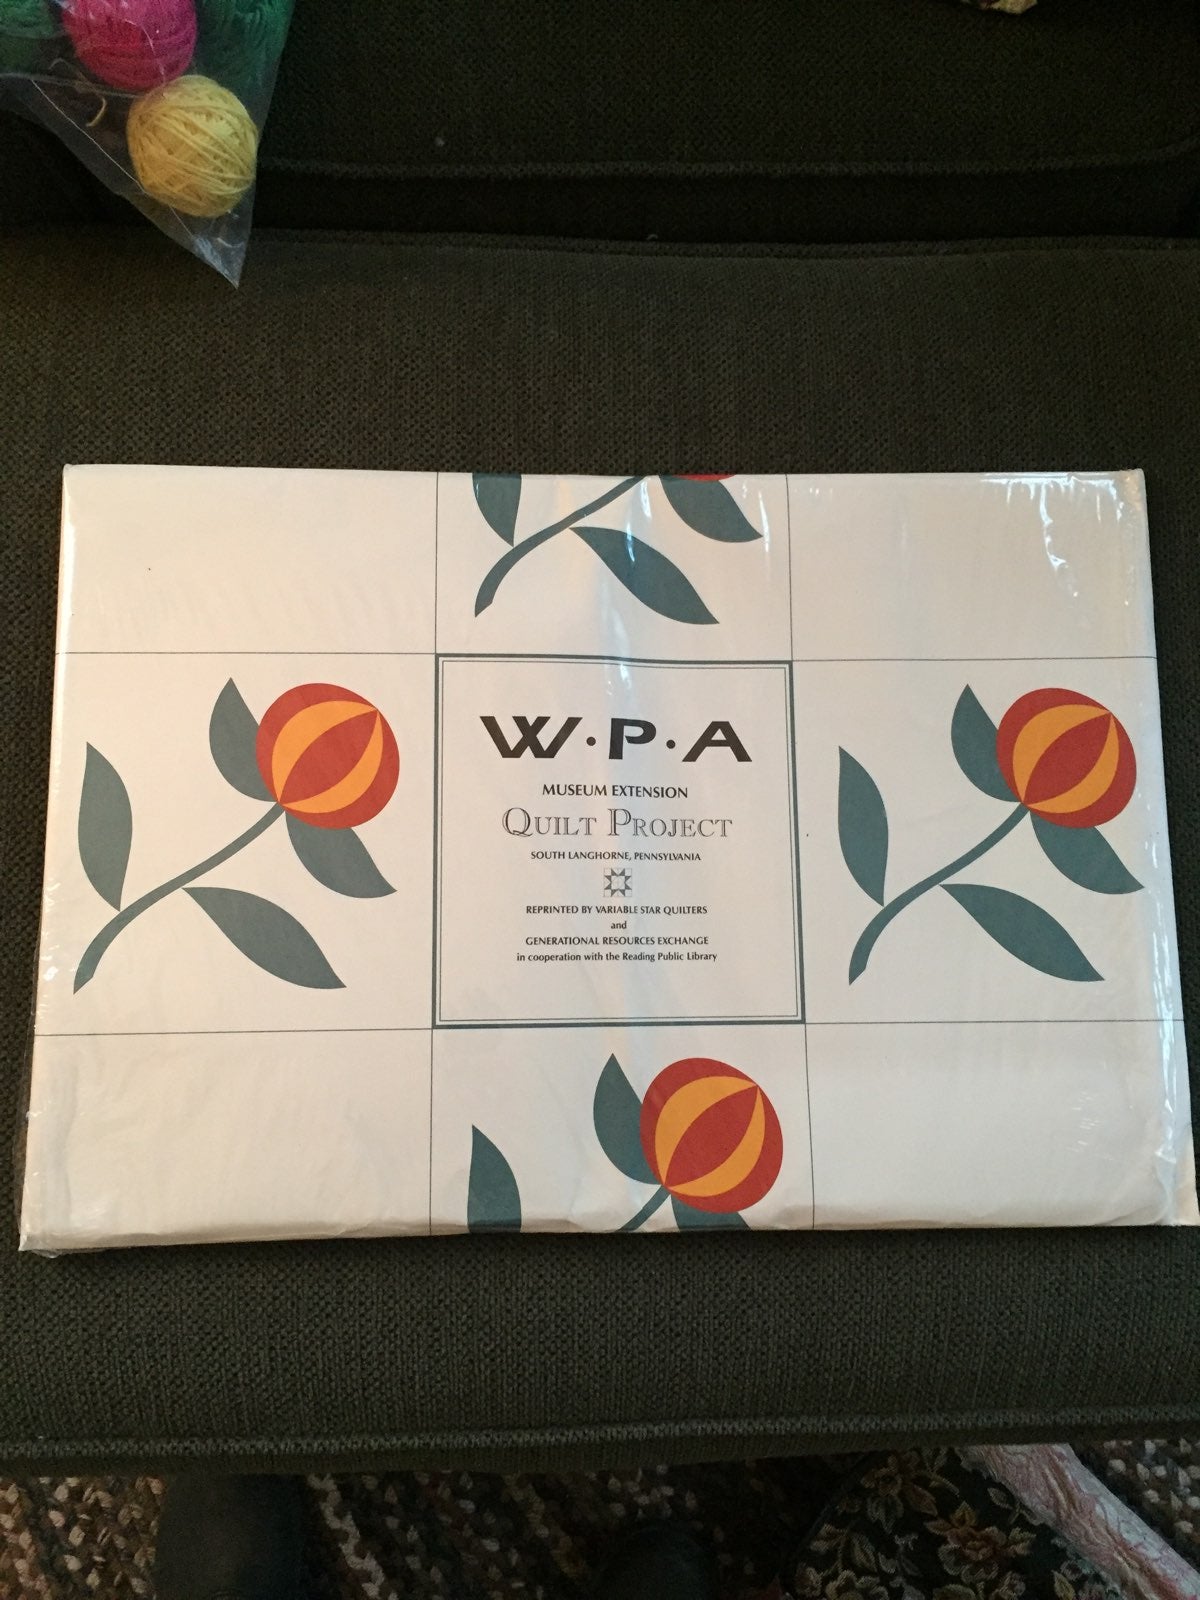 W·P·A
MUSEUM EXTENSION
QUILT PROJECT
SOUTH LANGHORNE, PENNSYLVANIA
REPRINTED BY VARIABLE STAR QUILTERS
and
GENERATIONAL RESOURCES EXCHANGE
in cooperation with the Reading Public Library